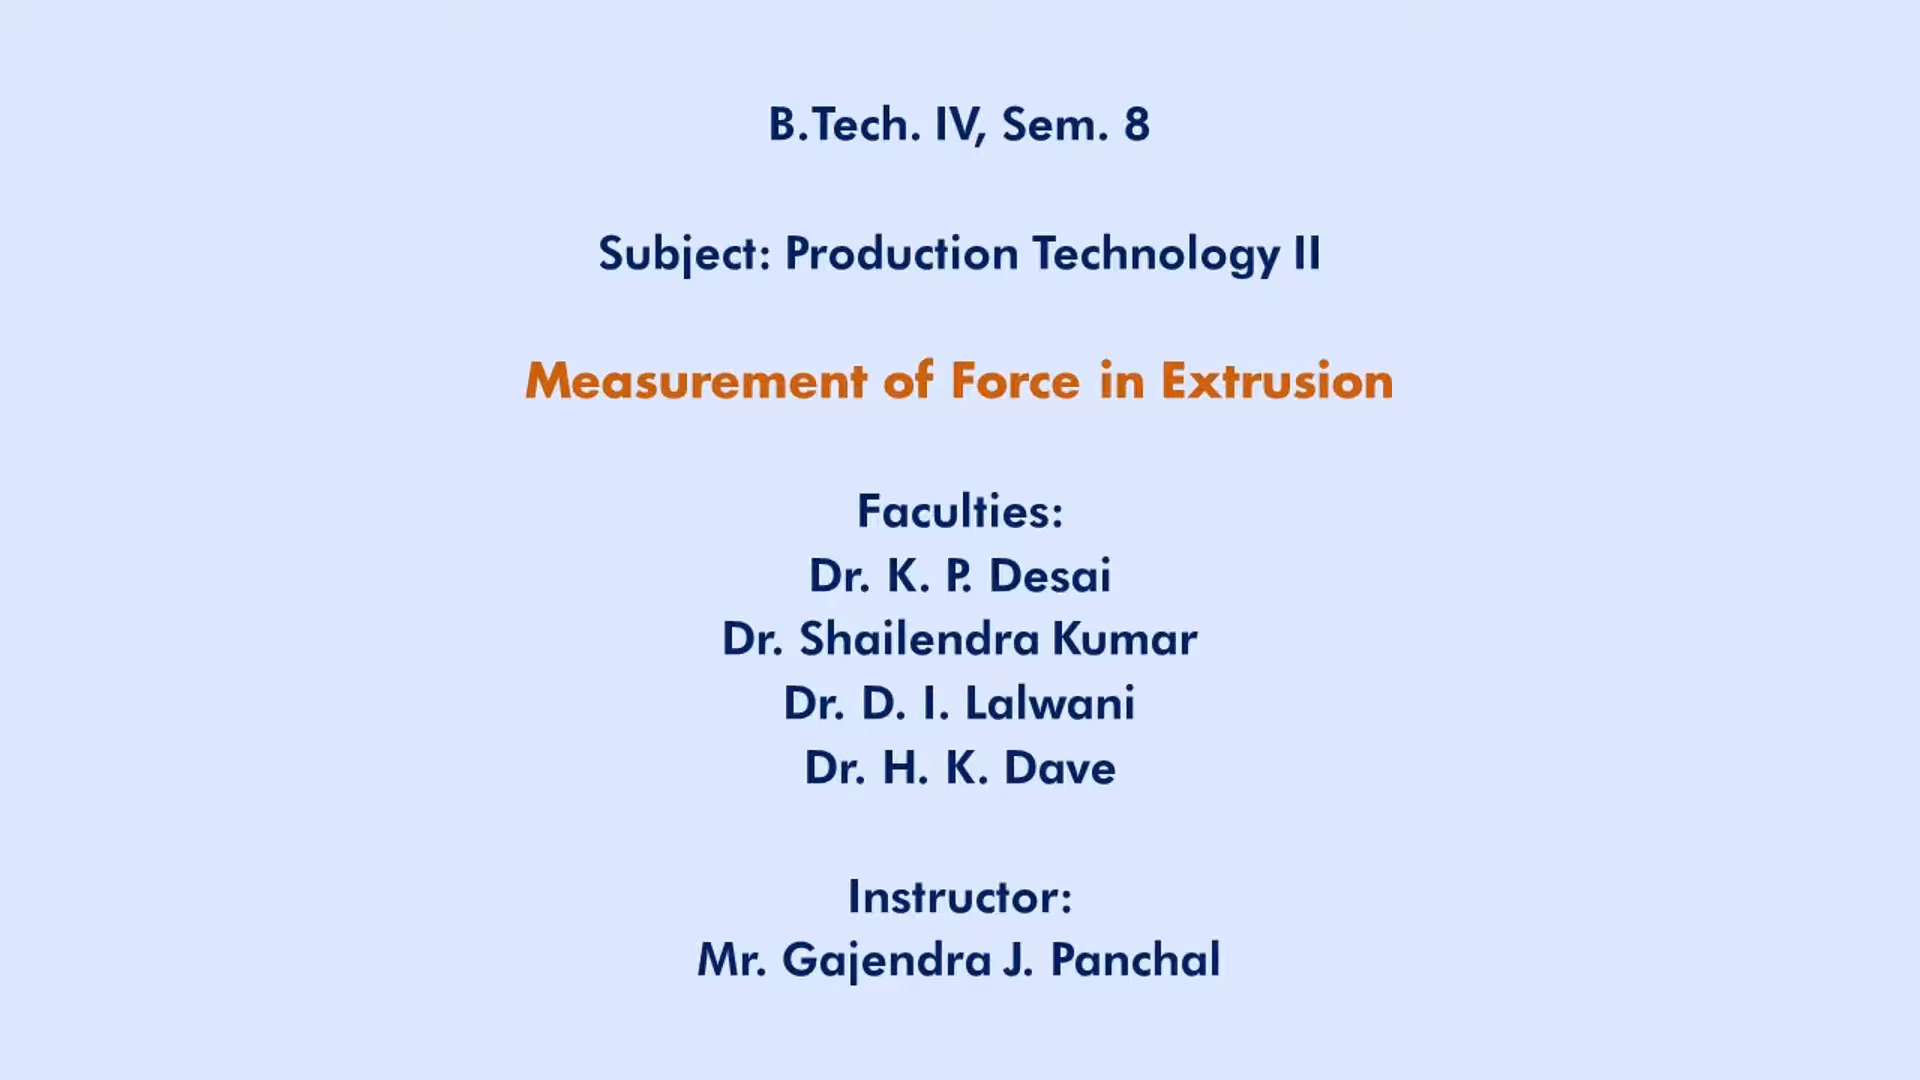 B.Tech. IV, Sem. 8
Subject: Production Technology II
Measurement of Force in Extrusion
Faculties:
Dr. K. P. Desai
Dr. Shailendra Kumar
Dr. D. I. Lalwani
Dr. H. K. Dave
Instructor:
Mr. Gajendra J. Panchal